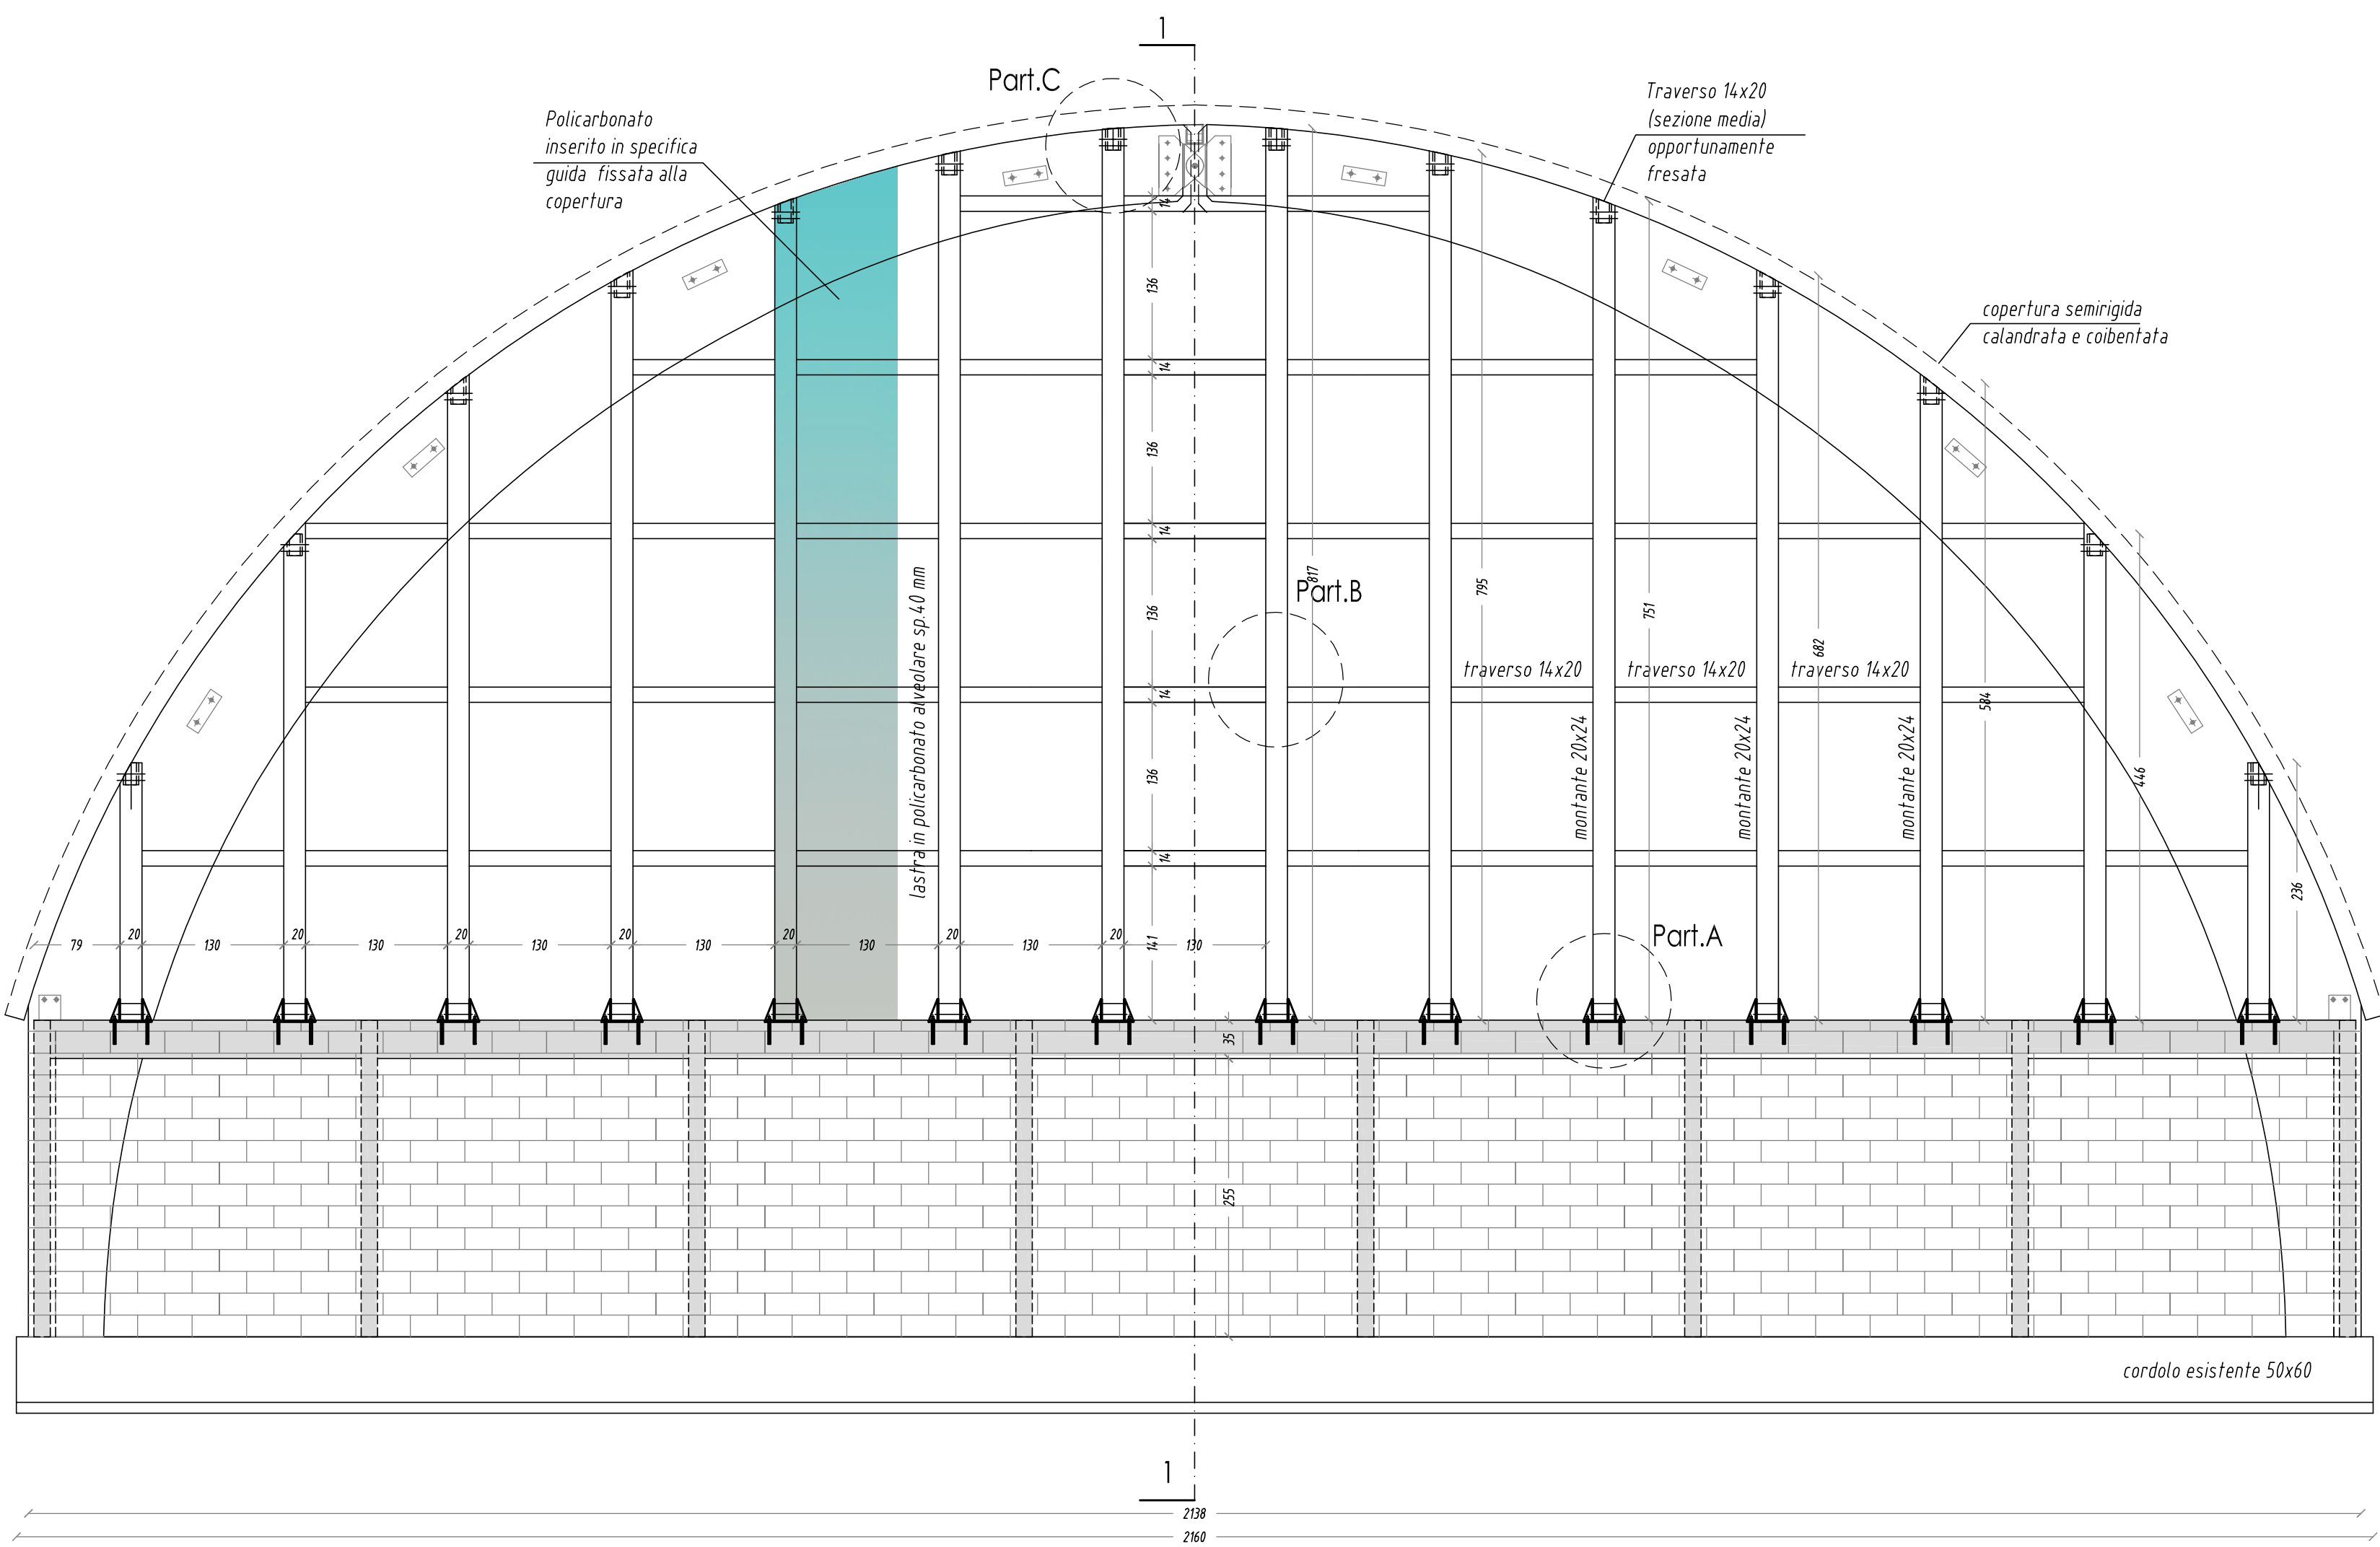 1
Part.C
Policarbonato
inserito in specifica
guida fissata alla
copertura
Traverso 14x20
(sezione media)
opportunamente
fresata
copertura semirigida
calandrata e coibentata
14
136
14
136
14
136
14
136
14
141
35
255
817
795
751
682
584
446
236
Part.B
traverso 14x20
traverso 14x20
traverso 14x20
montante 20x24
montante 20x24
montante 20x24
lastra in policarbonato alveolare sp.40 mm
Part.A
79
20
130
20
130
20
130
20
130
20
130
20
130
20
130
cordolo esistente 50x60
1
2138
2160